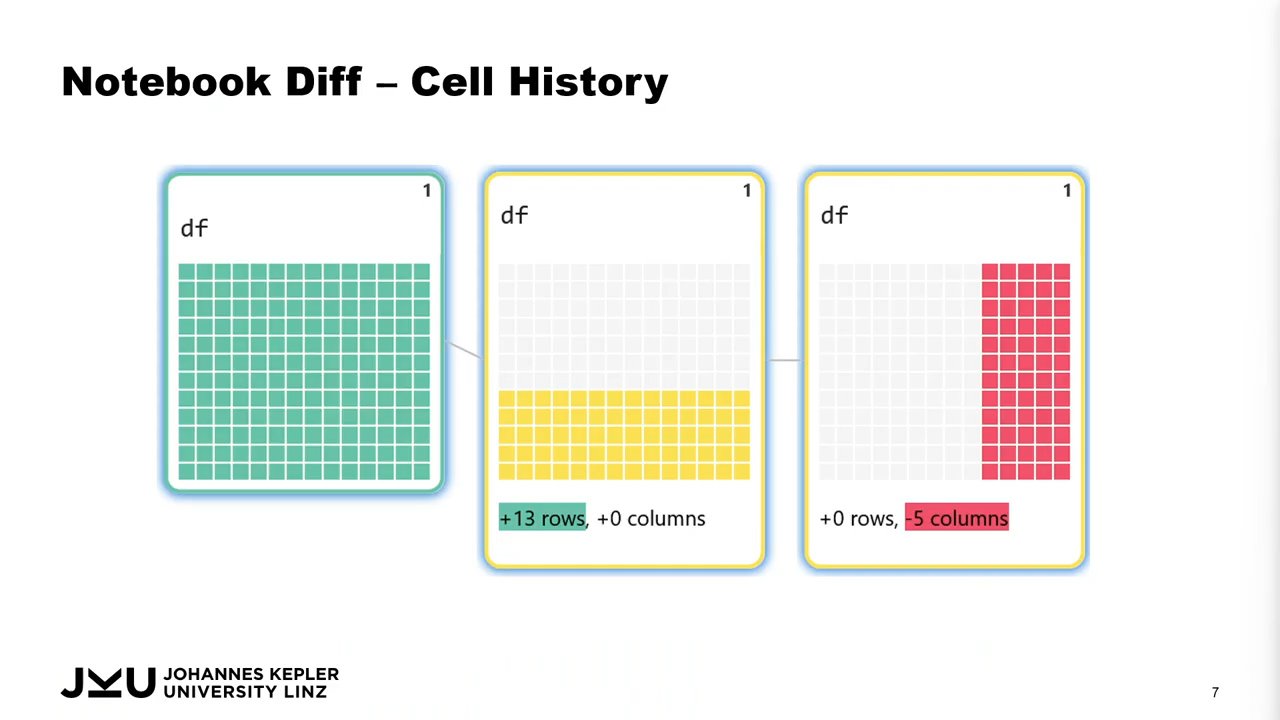 Notebook Diff – Cell History
1
df
1
df
+13 rows, +0 columns
1
df
+0 rows, -5 columns
JKU JOHANNES KEPLER
UNIVERSITY LINZ
7